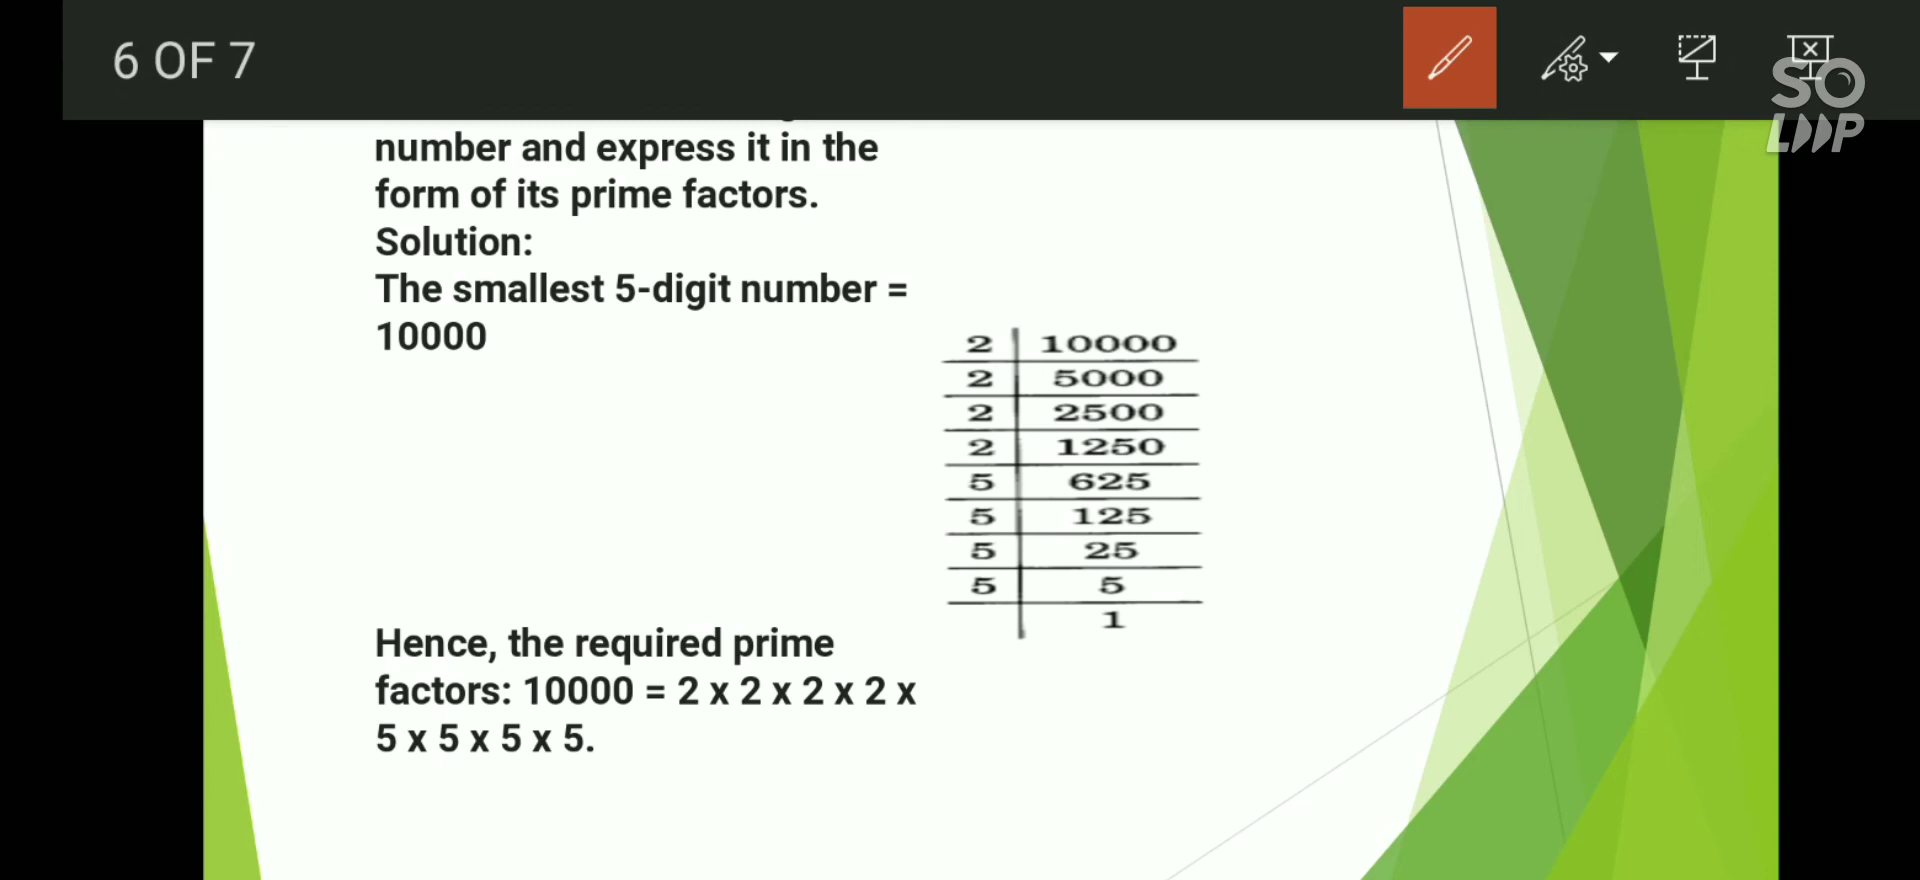 6 OF 7
SO
LOOP
number and express it in the
form of its prime factors.
Solution:
The smallest 5-digit number =
10000
2 10000
2 5000
2 2500
2 1250
5 625
5 125
5 25
5 5
1
Hence, the required prime
factors: 10000 = 2 x 2 x 2 x 2 x
5 x 5 x 5 x 5.